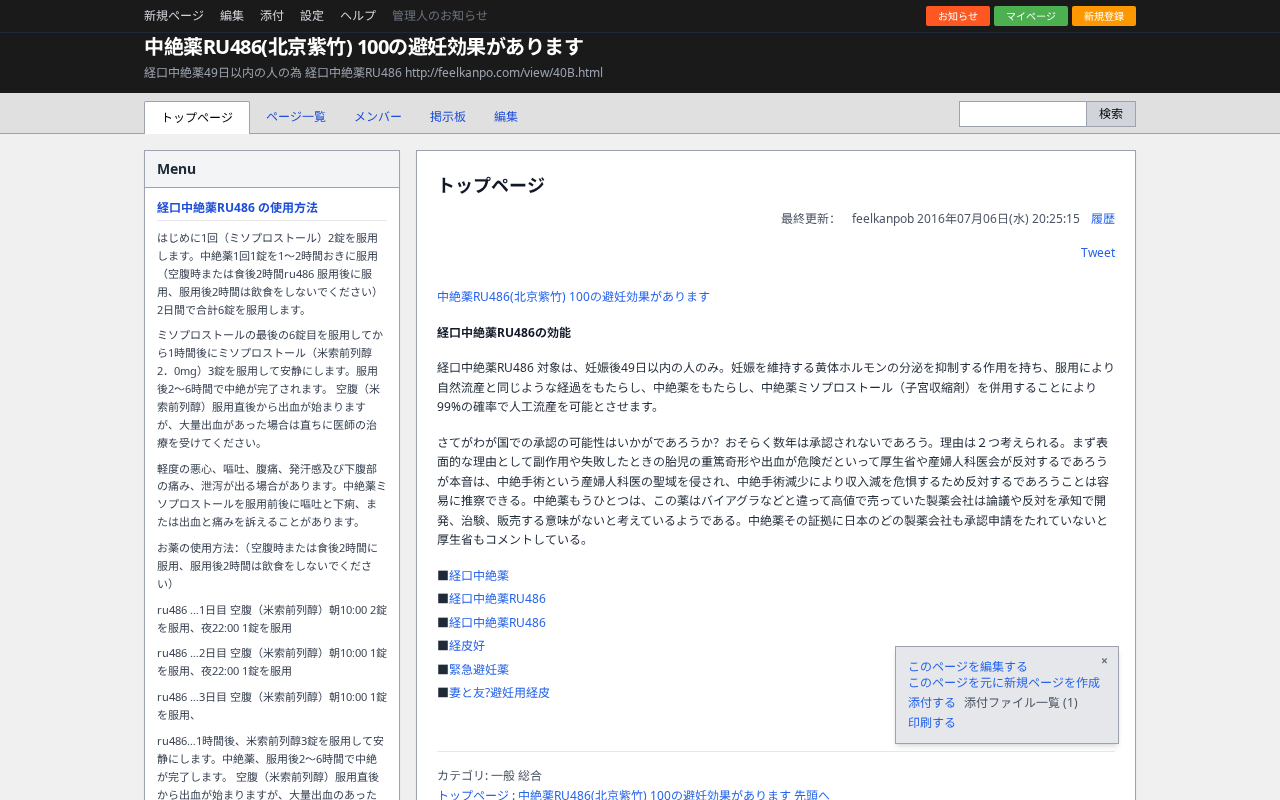 新規ページ 編集 添付 設定 ヘルプ 管理人のお知らせ お知らせ マイページ 新規登録
中絶薬RU486(北京紫竹) 100の避妊効果があります
経口中絶薬49日以内の人の為 経口中絶薬RU486 http://feelkanpo.com/view/40B.html
トップページ ページ一覧 メンバー 掲示板 編集 検索
Menu
経口中絶薬RU486 の使用方法
はじめに1回（ミソプロストール）2錠を服用
します。中絶薬1回1錠を1～2時間おきに服用
（空腹時または食後2時間ru486 服用後に服
用、服用後2時間は飲食をしないでください）
2日間で合計6錠を服用します。
ミソプロストールの最後の6錠目を服用してか
ら1時間後にミソプロストール（米索前列醇
2．0mg）3錠を服用して安静にします。服用
後2～6時間で中絶が完了されます。 空腹（米
索前列醇）服用直後から出血が始まります
が、大量出血があった場合は直ちに医師の治
療を受けてください。
軽度の悪心、嘔吐、腹痛、発汗感及び下腹部
の痛み、泄泻が出る場合があります。中絶薬ミ
ソプロストールを服用前後に嘔吐と下痢、ま
たは出血と痛みを訴えることがあります。
お薬の使用方法：（空腹時または食後2時間に
服用、服用後2時間は飲食をしないでくださ
い）
ru486 ...1日目 空腹（米索前列醇）朝10:00 2錠
を服用、夜22:00 1錠を服用
ru486 ...2日目 空腹（米索前列醇）朝10:00 1錠
を服用、夜22:00 1錠を服用
ru486 ...3日目 空腹（米索前列醇）朝10:00 1錠
を服用、
ru486...1時間後、米索前列醇3錠を服用して安
静にします。中絶薬、服用後2～6時間で中絶
が完了します。 空腹（米索前列醇）服用直後
から出血が始まりますが、大量出血のあった
トップページ
最終更新： feelkanpob 2016年07月06日(水) 20:25:15 履歴
Tweet
中絶薬RU486(北京紫竹) 100の避妊効果があります
経口中絶薬RU486の効能
経口中絶薬RU486 対象は、妊娠後49日以内の人のみ。妊娠を維持する黄体ホルモンの分泌を抑制する作用を持ち、服用により
自然流産と同じような経過をもたらし、中絶薬をもたらし、中絶薬ミソプロストール（子宮収縮剤）を併用することにより
99%の確率で人工流産を可能とさせます。
さてがわが国での承認の可能性はいかがであろうか？おそらく数年は承認されないであろう。理由は２つ考えられる。まず表
面的な理由として副作用や失敗したときの胎児の重篤奇形や出血が危険だといって厚生省や産婦人科医会が反対するであろう
が本音は、中絶手術という産婦人科医の聖域を侵され、中絶手術減少により収入減を危惧するため反対するであろうことは容
易に推察できる。中絶薬もうひとつは、この薬はバイアグラなどと違って高値で売っていた製薬会社は論議や反対を承知で開
発、治験、販売する意味がないと考えているようである。中絶薬その証拠に日本のどの製薬会社も承認申請をたれていないと
厚生省もコメントしている。
■経口中絶薬
■経口中絶薬RU486
■経口中絶薬RU486
■経皮好
■緊急避妊薬
■妻と友?避妊用経皮
×
このページを編集する
このページを元に新規ページを作成
添付する 添付ファイル一覧 (1)
印刷する
カテゴリ: 一般 総合
トップページ : 中絶薬RU486(北京紫竹) 100の避妊効果があります 先頭へ